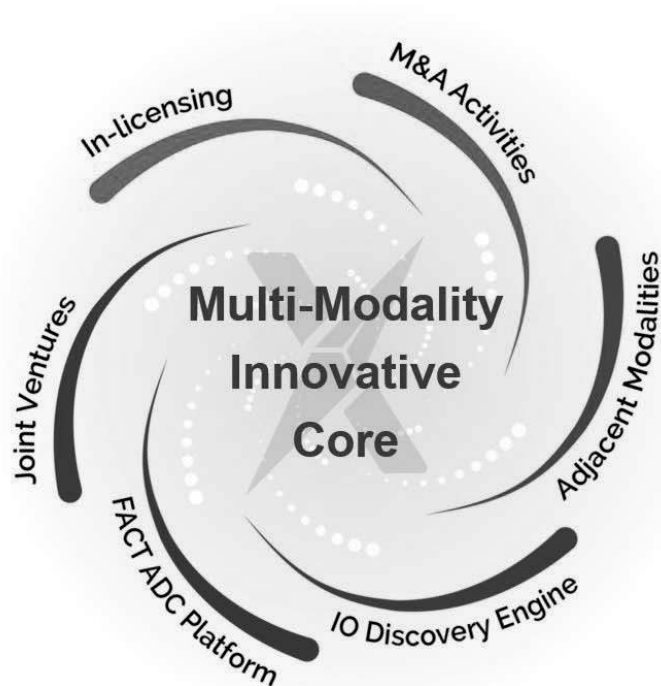 M&A Activities
In-licensing
Adjacent Modalities
Multi-Modality
Innovative
Core
Joint Ventures
FACT ADC Platform
IO Discovery Engine